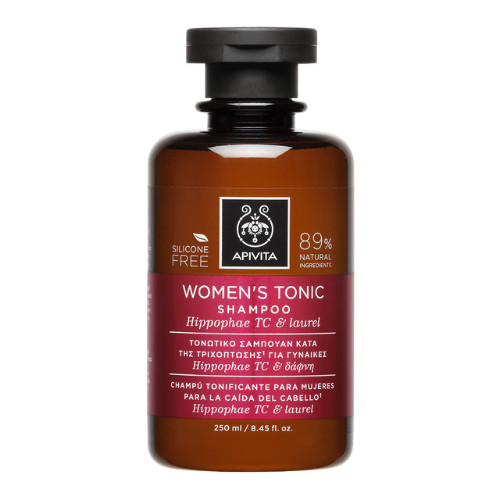 SILICONE
FREE
APIVITA
89%
NATURAL
INGREDIENTS
WOMEN'S TONIC
SHAMPOO
Hippophae TC & laurel
ΤΟΝΩΤΙΚΟ ΣΑΜΠΟΥΑΝ ΚΑΤΑ
ΤΗΣ ΤΡΙΧΟΠΤΩΣΗΣ¹ ΓΙΑ ΓΥΝΑΙΚΕΣ
Hippophae TC & δάφνη
CHAMPÚ TONIFICANTE PARA MUJERES
PARA LA CAÍDA DEL CABELLO¹
Hippophae TC & laurel
250 ml / 8.45 fl. oz.